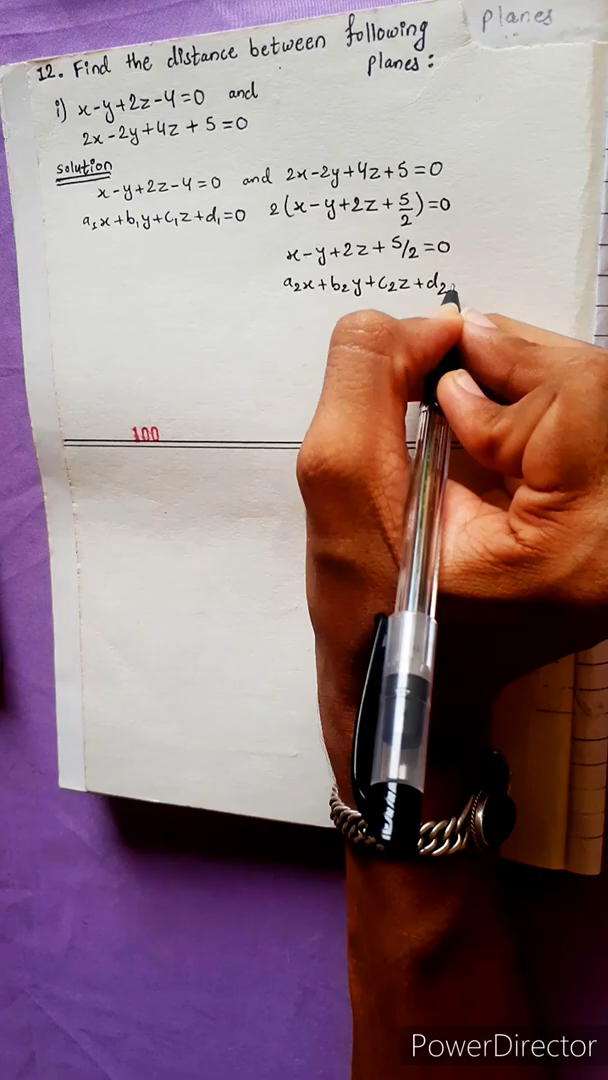 planes
12. Find the distance between following
planes:
i) x-y+2z-4=0 and
2x-2y+4z+5=0
solution
x-y+2z-4=0 and 2x-2y+4z+5=0
a₁x+b₁y+c₁z+d₁=0 2(x-y+2z+5/2)=0
x-y+2z+5/2=0
a₂x+b₂y+c₂z+d₂
100
PowerDirector